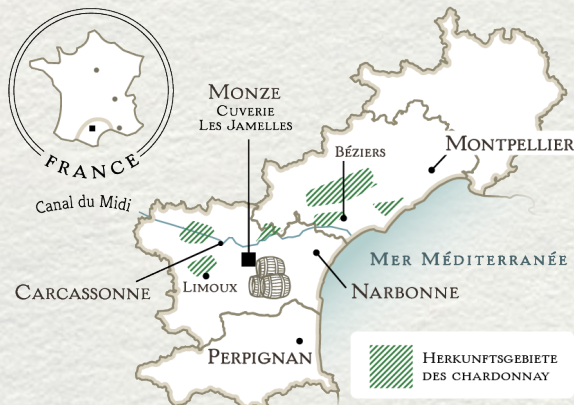 FRANCE
MONZE
CUVERIE
LES JAMELLES
BÉZIERS
MONTPELLIER
Canal du Midi
MER MÉDITERRANÉE
CARCASSONNE
LIMOUX
NARBONNE
PERPIGNAN
HERKUNFTSGEBIETE
DES CHARDONNAY